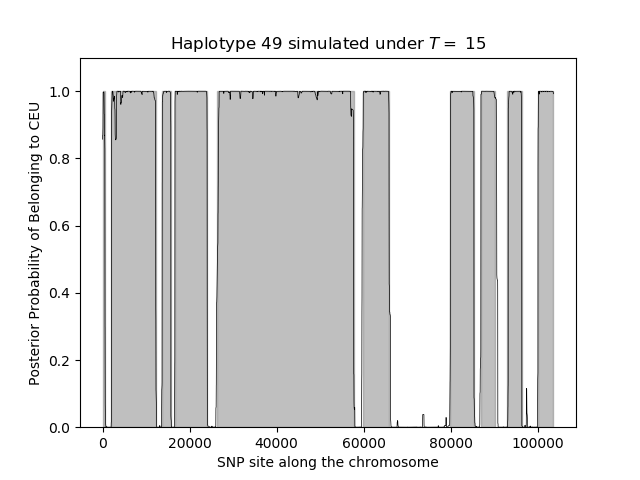 Haplotype 49 simulated under T = 15
Posterior Probability of Belonging to CEU
1.0
0.8
0.6
0.4
0.2
0.0
0 20000 40000 60000 80000 100000
SNP site along the chromosome